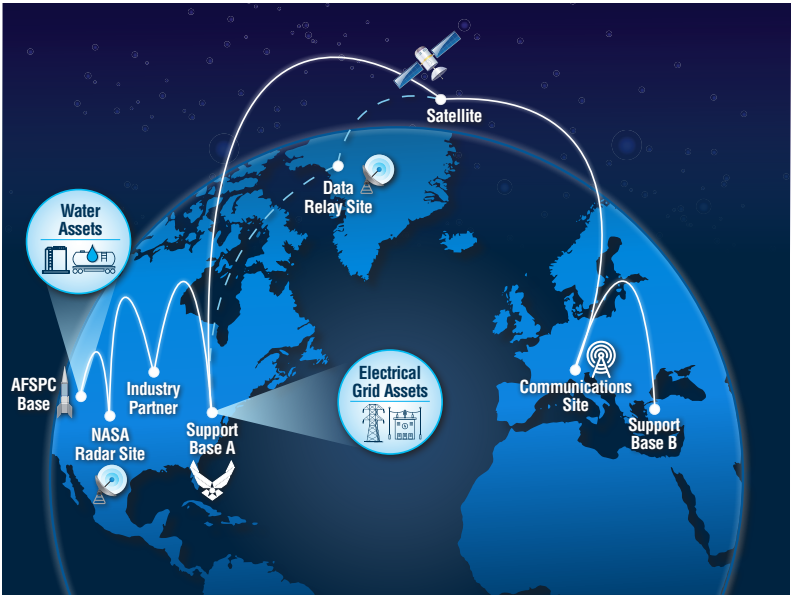 Satellite
Data
Relay Site
Water
Assets
AFSPC
Base
Industry
Partner
NASA
Radar Site
Support
Base A
Electrical
Grid Assets
Communications
Site
Support
Base B